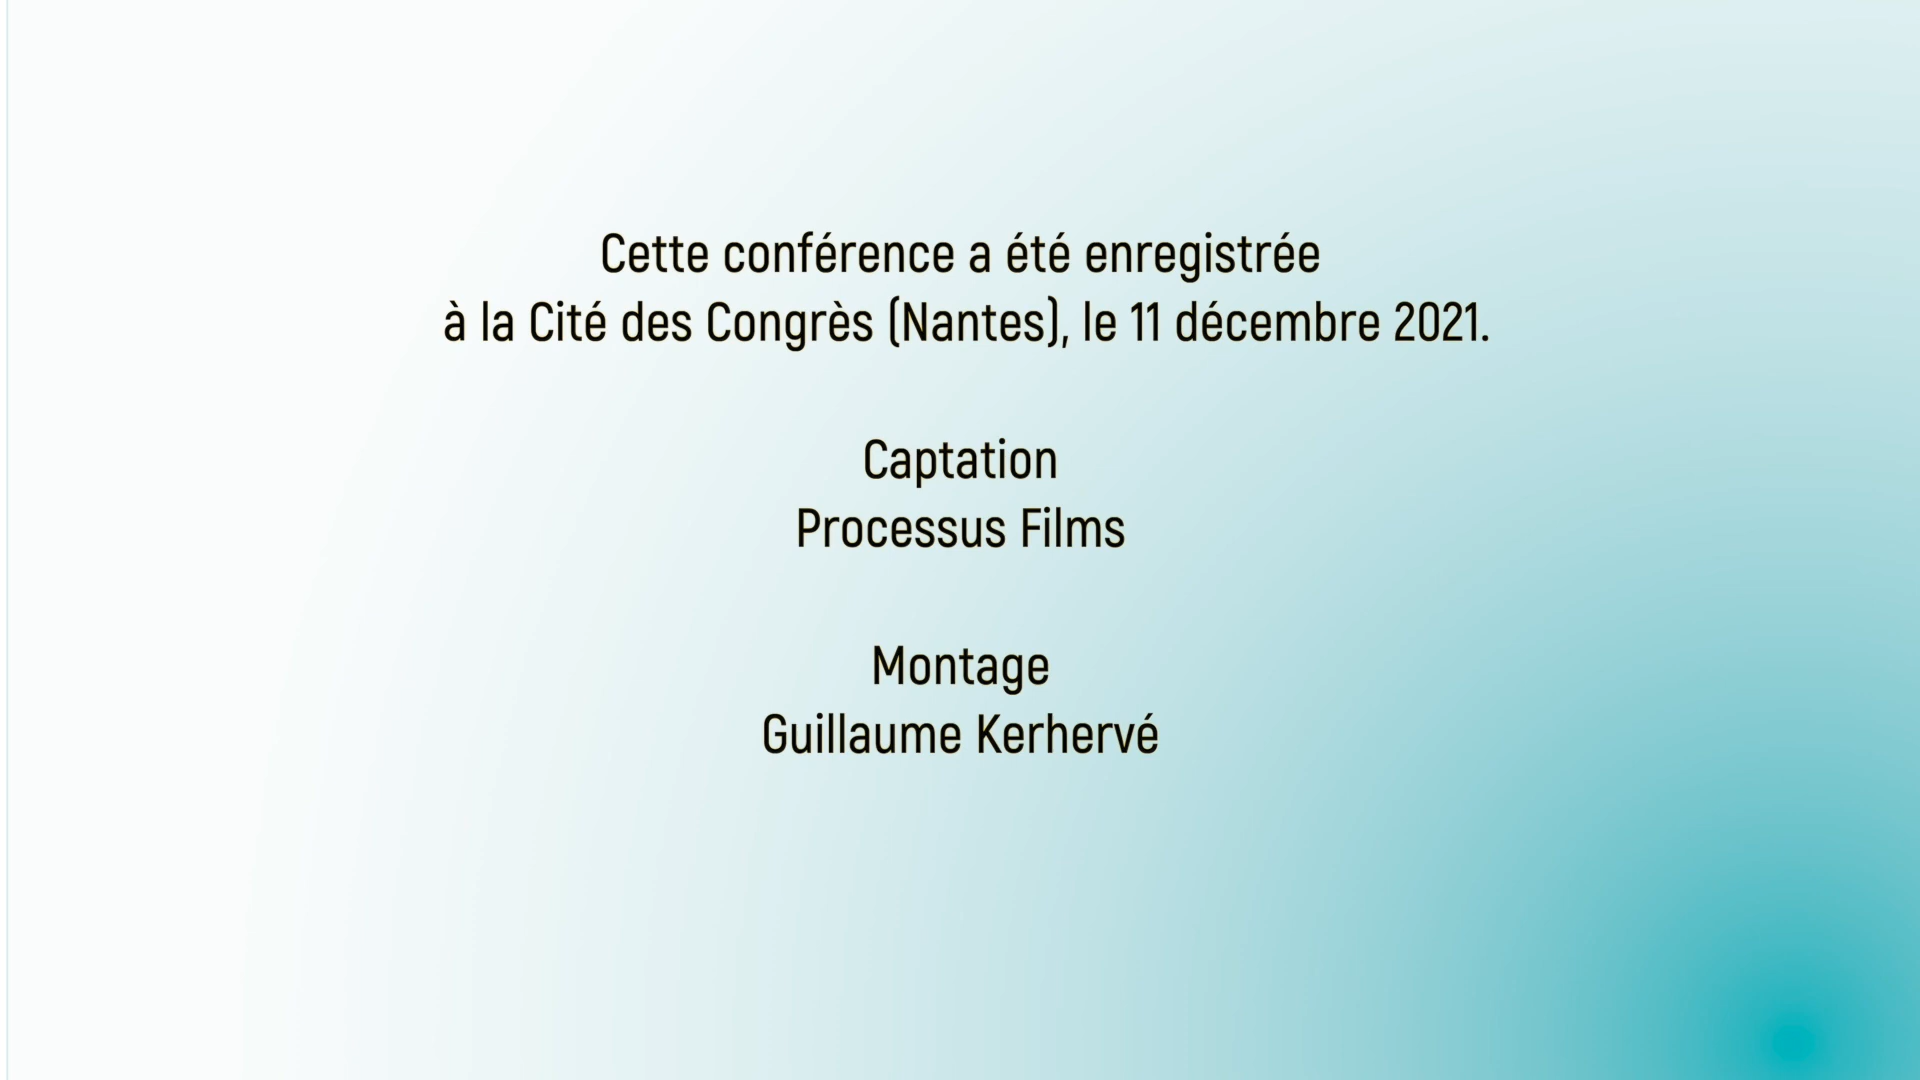 Cette conférence a été enregistrée
à la Cité des Congrès (Nantes), le 11 décembre 2021.
Captation
Processus Films
Montage
Guillaume Kerhervé